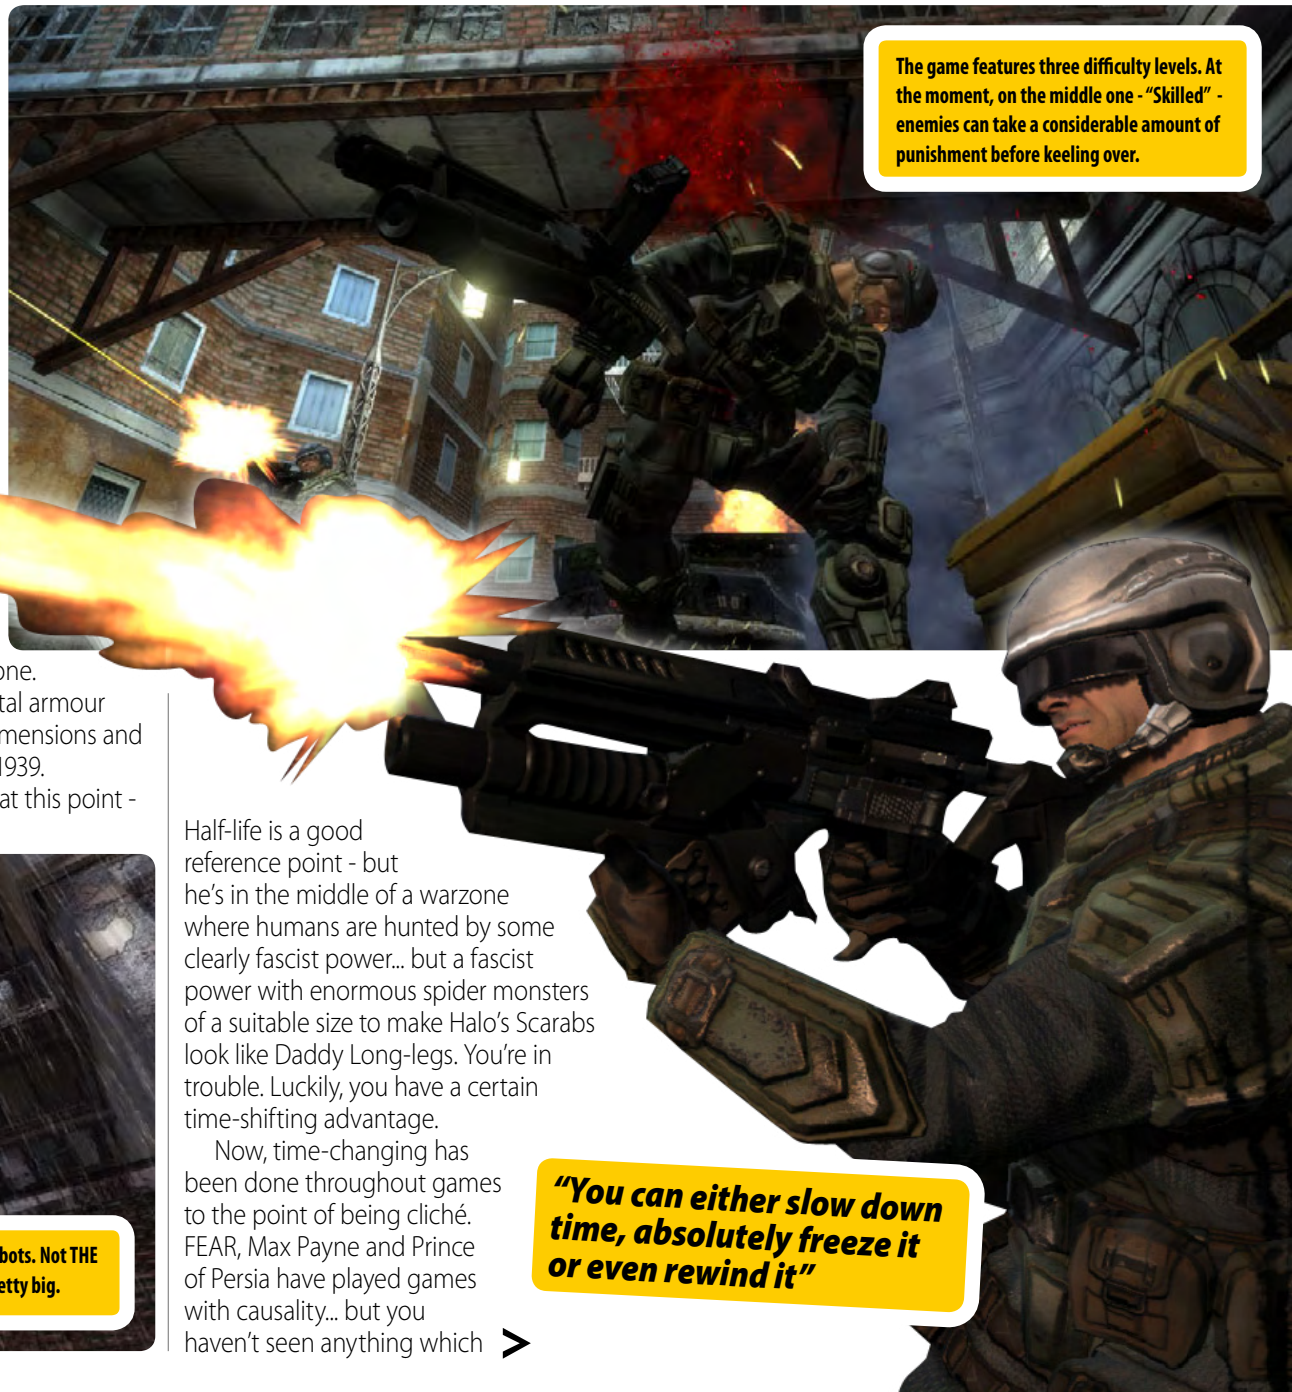 The game features three difficulty levels. At
the moment, on the middle one - “Skilled” -
enemies can take a considerable amount of
punishment before keeling over.
one.
tal armour
mensions and
1939.
at this point -
bots. Not THE
etty big.
Half-life is a good
reference point - but
he’s in the middle of a warzone
where humans are hunted by some
clearly fascist power... but a fascist
power with enormous spider monsters
of a suitable size to make Halo’s Scarabs
look like Daddy Long-legs. You’re in
trouble. Luckily, you have a certain
time-shifting advantage.
Now, time-changing has
been done throughout games
to the point of being cliché.
FEAR, Max Payne and Prince
of Persia have played games
with causality... but you
haven’t seen anything which >
“You can either slow down
time, absolutely freeze it
or even rewind it”